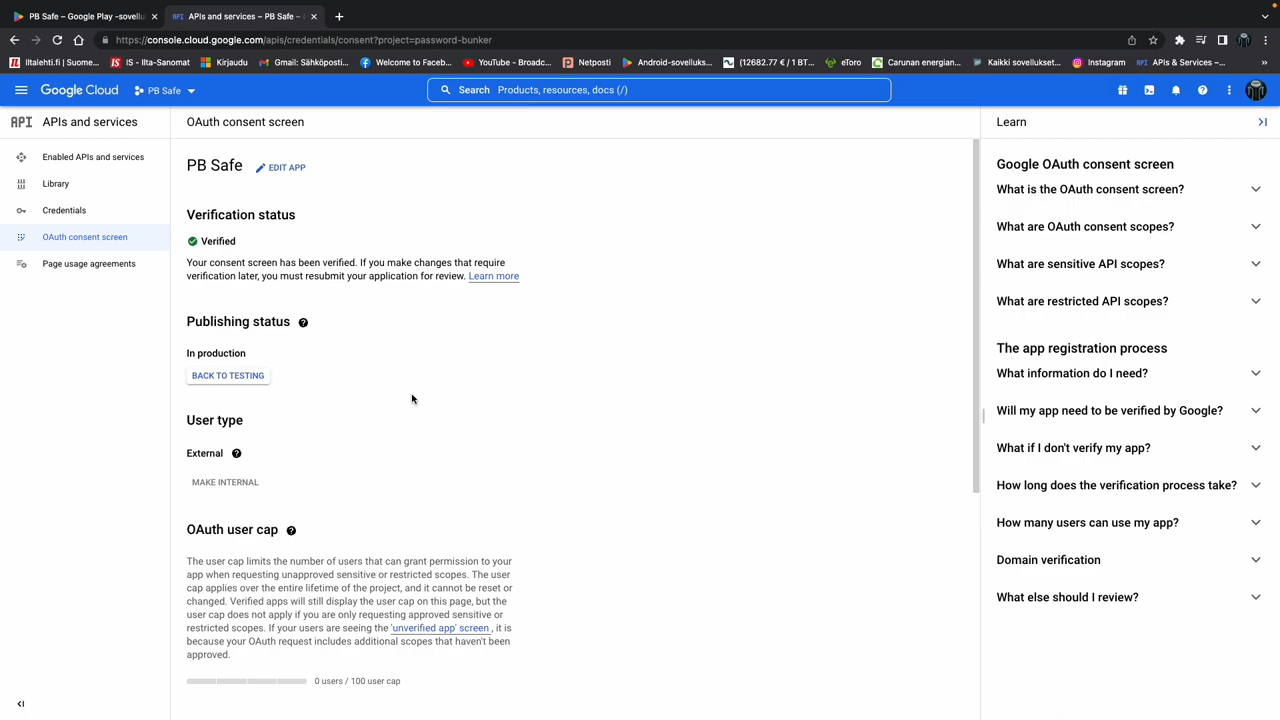 PB Safe – Google Play -sovellu
API APIs and services – PB Safe –
https://console.cloud.google.com/apis/credentials/consent?project=password-bunker
Iltalehti.fi | Suome...
IS - Ilta-Sanomat
Kirjaudu
Gmail: Sähköposti...
Welcome to Faceb...
YouTube - Broadc...
Netposti
Android-sovelluks...
(12682.77 € / 1 BT...
eToro
Carunan energian...
Kaikki sovellukset...
Instagram
API APIs & Services –...
Google Cloud
PB Safe
Search Products, resources, docs (/)
API APIs and services
OAuth consent screen
Learn
Enabled APIs and services
Library
Credentials
OAuth consent screen
Page usage agreements
PB Safe
EDIT APP
Verification status
Verified
Your consent screen has been verified. If you make changes that require
verification later, you must resubmit your application for review. Learn more
Publishing status
In production
BACK TO TESTING
User type
External
MAKE INTERNAL
OAuth user cap
The user cap limits the number of users that can grant permission to your
app when requesting unapproved sensitive or restricted scopes. The user
cap applies over the entire lifetime of the project, and it cannot be reset or
changed. Verified apps will still display the user cap on this page, but the
user cap does not apply if you are only requesting approved sensitive or
restricted scopes. If your users are seeing the 'unverified app' screen , it is
because your OAuth request includes additional scopes that haven't been
approved.
0 users / 100 user cap
Google OAuth consent screen
What is the OAuth consent screen?
What are OAuth consent scopes?
What are sensitive API scopes?
What are restricted API scopes?
The app registration process
What information do I need?
Will my app need to be verified by Google?
What if I don't verify my app?
How long does the verification process take?
How many users can use my app?
Domain verification
What else should I review?